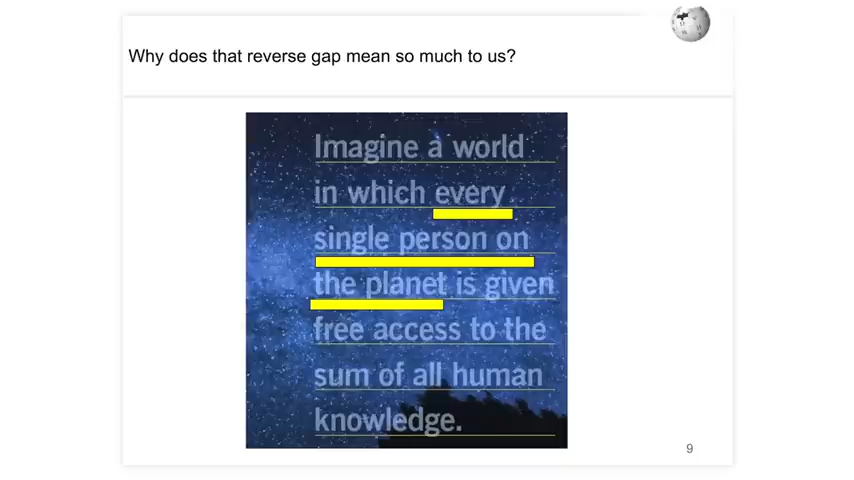 Why does that reverse gap mean so much to us?
Imagine a world
in which every
single person on
the planet is given
free access to the
sum of all human
knowledge.
9